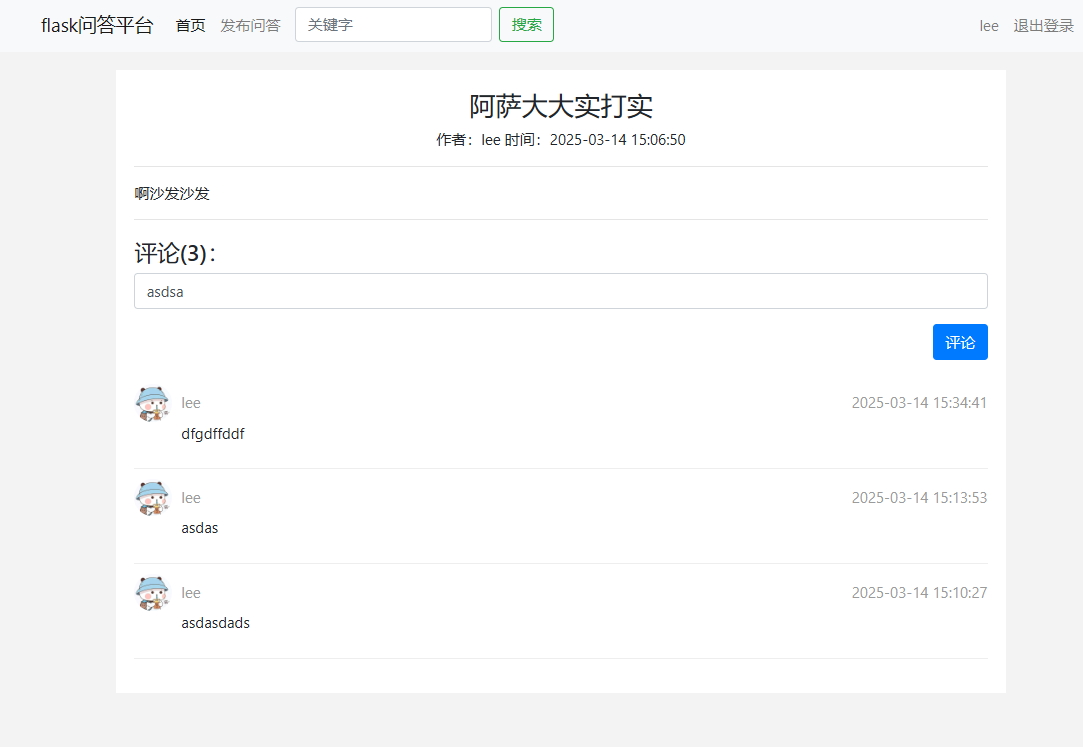 flask问答平台 首页 发布问答 关键字 搜索 lee 退出登录
阿萨大大实打实
作者：lee 时间：2025-03-14 15:06:50
啊沙发沙发
评论(3)：
asdsa
评论
lee 2025-03-14 15:34:41
dfgdffddf
lee 2025-03-14 15:13:53
asdas
lee 2025-03-14 15:10:27
asdasdads